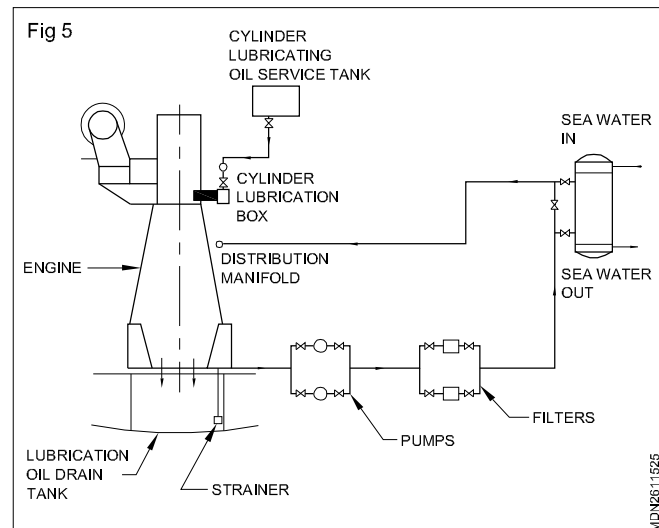 Fig 5
CYLINDER
LUBRICATING
OIL SERVICE TANK
SEA WATER
IN
CYLINDER
LUBRICATION
BOX
DISTRIBUTION
MANIFOLD
ENGINE
SEA WATER
OUT
FILTERS
PUMPS
LUBRICATION
OIL DRAIN
TANK
STRAINER
MDN2611525